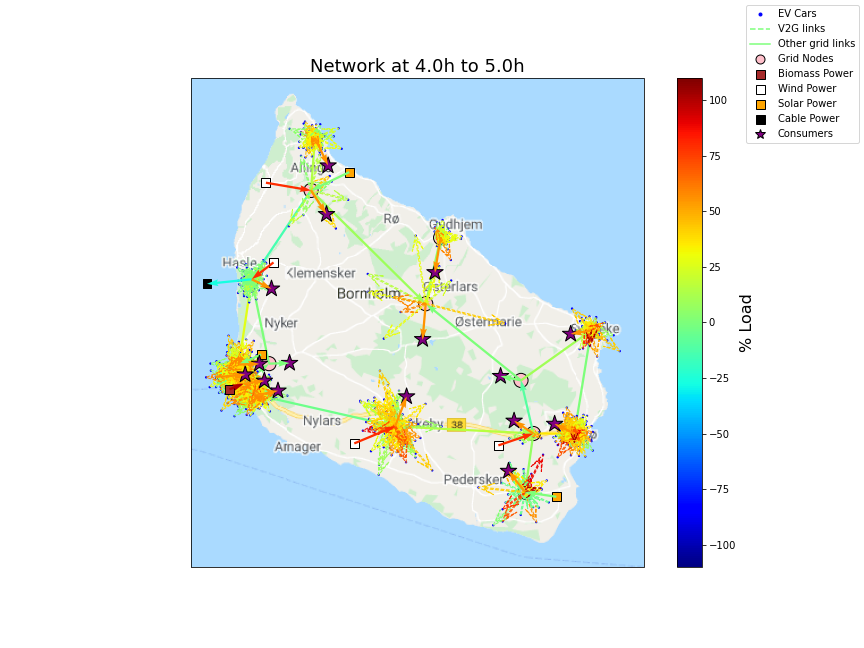 EV Cars
V2G links
Other grid links
Grid Nodes
Biomass Power
Wind Power
Solar Power
Cable Power
Consumers
Network at 4.0h to 5.0h
Rø
Hasle
Klemensker
Bornholm
Østerlars
Østermarie
Nyker
Nylars
38
Arnager
Pedersker
100
75
50
25
0
−25
−50
−75
−100
% Load